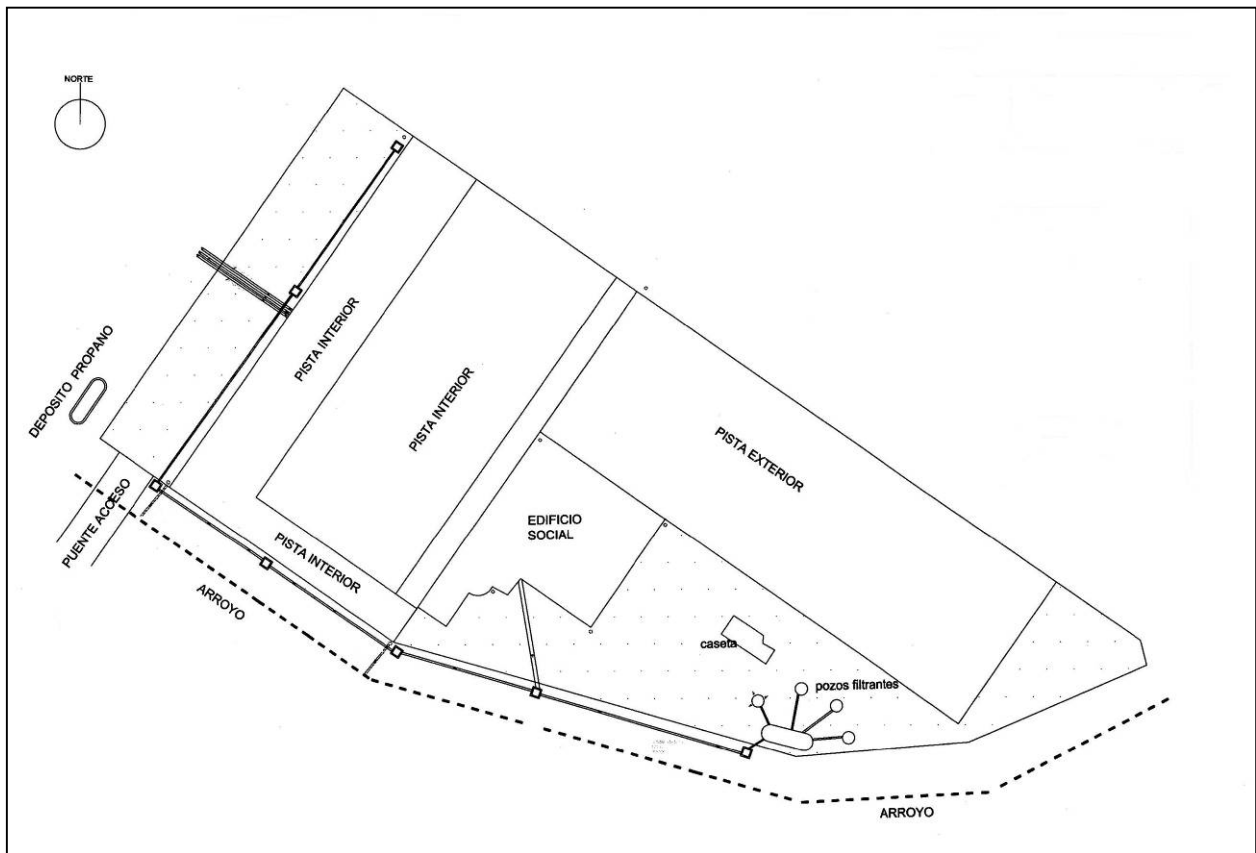 NORTE
DEPOSITO PROPANO
PUENTE ACCESO
PISTA INTERIOR
PISTA INTERIOR
PISTA INTERIOR
PISTA EXTERIOR
EDIFICIO
SOCIAL
ARROYO
caseta
pozos filtrantes
ARROYO